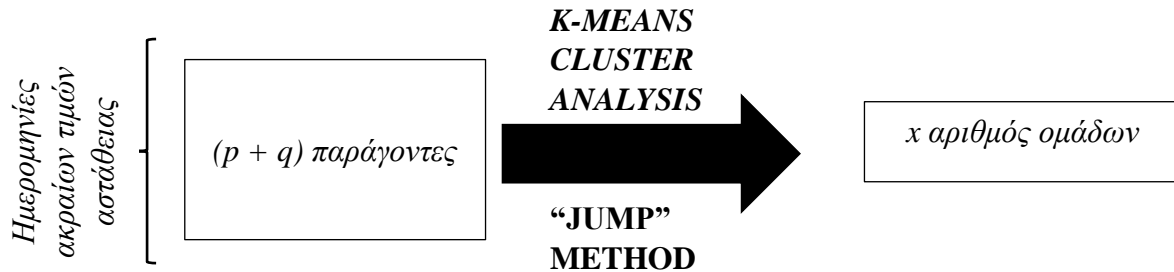 Ημερομηνίες
ακραίων τιμών
αστάθειας
(p + q) παράγοντες
K-MEANS
CLUSTER
ANALYSIS
“JUMP”
METHOD
x αριθμός ομάδων